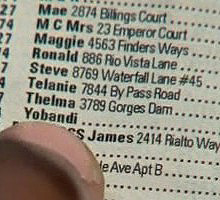 Mae 2874 Billings Court
M C Mrs 23 Emperor Court
Maggie 4563 Finders Ways
Ronald 886 Rio Vista Lane
Steve 8769 Waterfall Lane #45
Telanie 7844 By Pass Road
Thelma 3789 Gorges Dam
Yobandi
SS James 2414 Rialto Way
le Ave Apt B